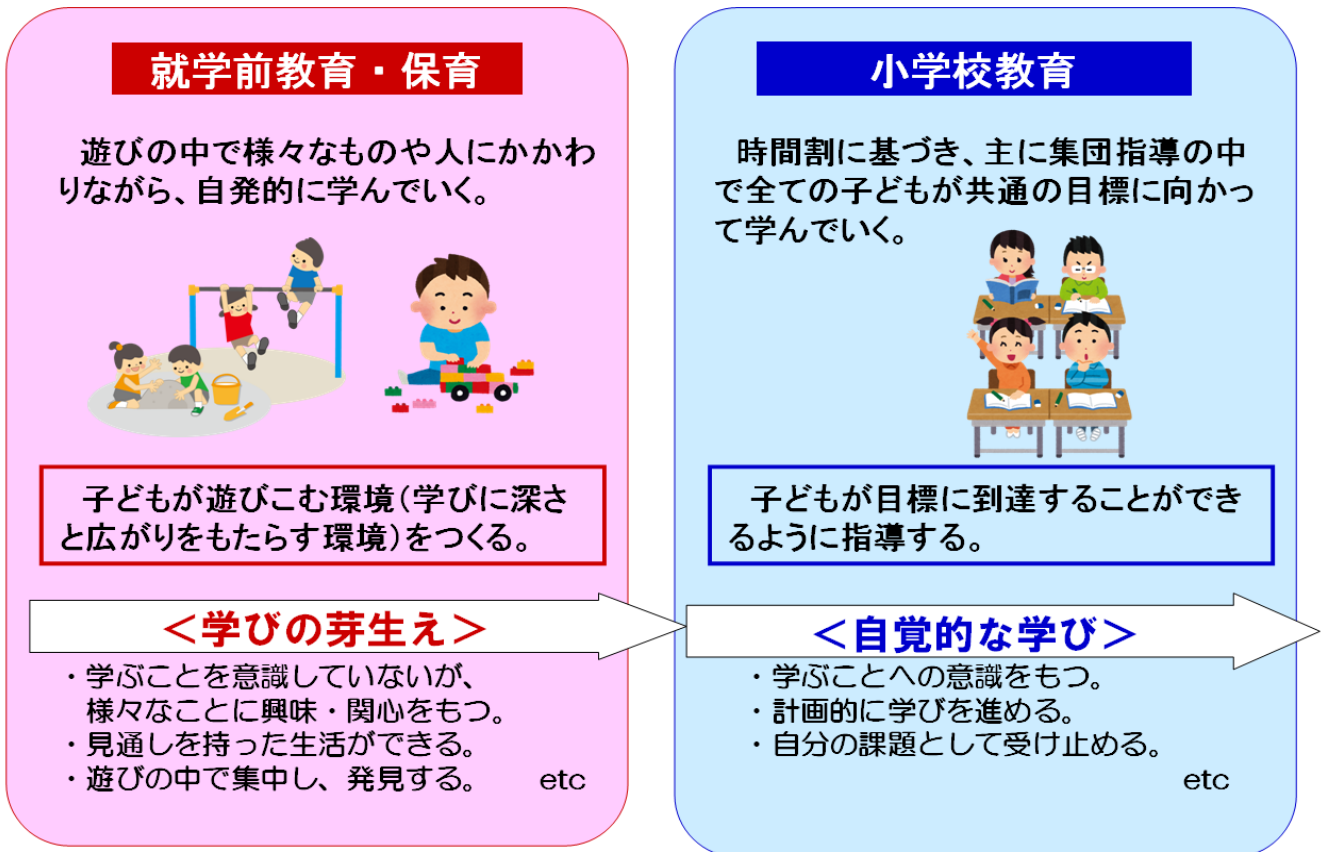 就学前教育・保育
遊びの中で様々なものや人にかかわ
りながら、自発的に学んでいく。
子どもが遊びこむ環境(学びに深さ
と広がりをもたらす環境)をつくる。
<学びの芽生え>
・学ぶことを意識していないが、
様々なことに興味・関心をもつ。
・見通しを持った生活ができる。
・遊びの中で集中し、発見する。 etc
小学校教育
時間割に基づき、主に集団指導の中
で全ての子どもが共通の目標に向かっ
て学んでいく。
子どもが目標に到達することができ
るように指導する。
<自覚的な学び>
・学ぶことへの意識をもつ。
・計画的に学びを進める。
・自分の課題として受け止める。
etc